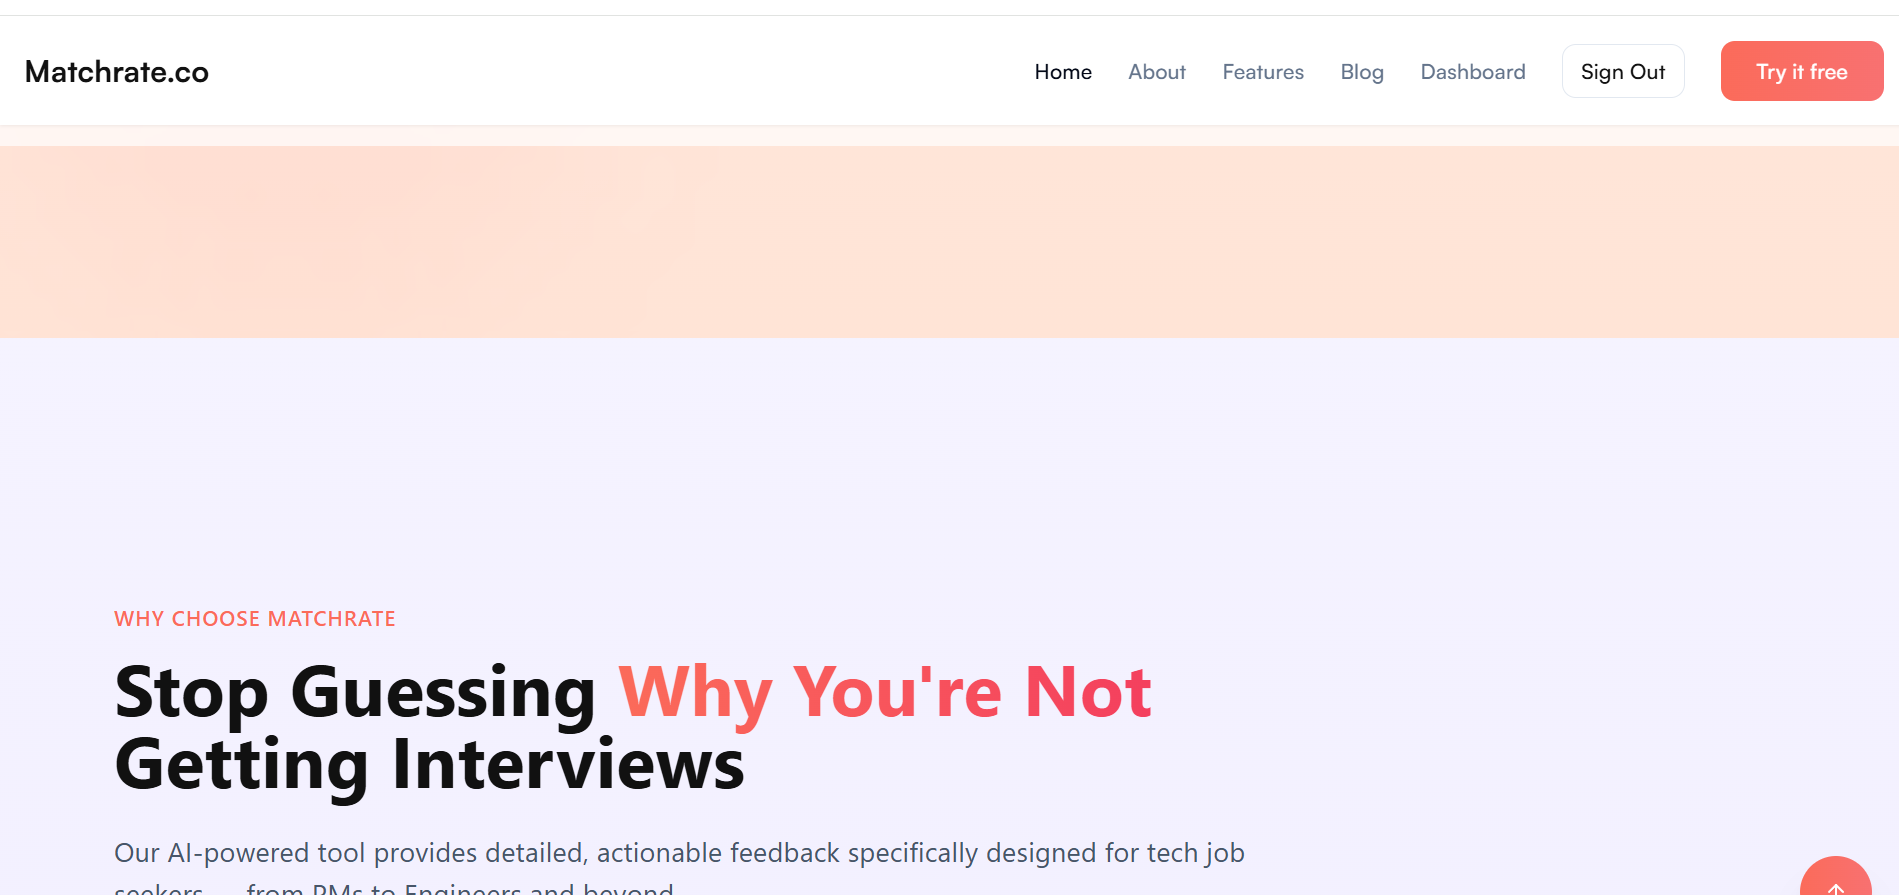 Matchrate.co
Home About Features Blog Dashboard Sign Out Try it free
WHY CHOOSE MATCHRATE
Stop Guessing Why You're Not
Getting Interviews
Our AI-powered tool provides detailed, actionable feedback specifically designed for tech job
seekers — from PMs to Engineers and beyond.